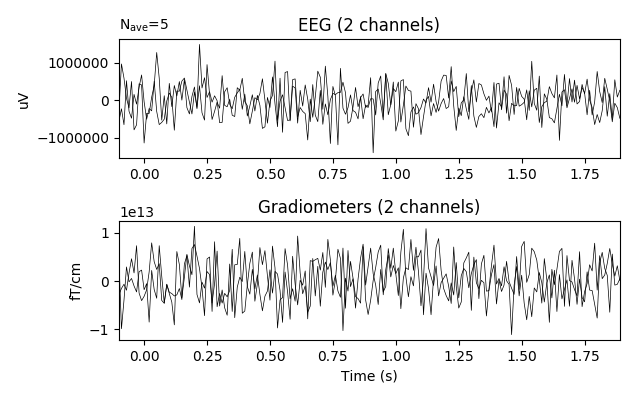 N_ave=5
EEG (2 channels)
1000000
0
−1000000
uV
0.00 0.25 0.50 0.75 1.00 1.25 1.50 1.75
1e13
Gradiometers (2 channels)
1
0
−1
fT/cm
0.00 0.25 0.50 0.75 1.00 1.25 1.50 1.75
Time (s)